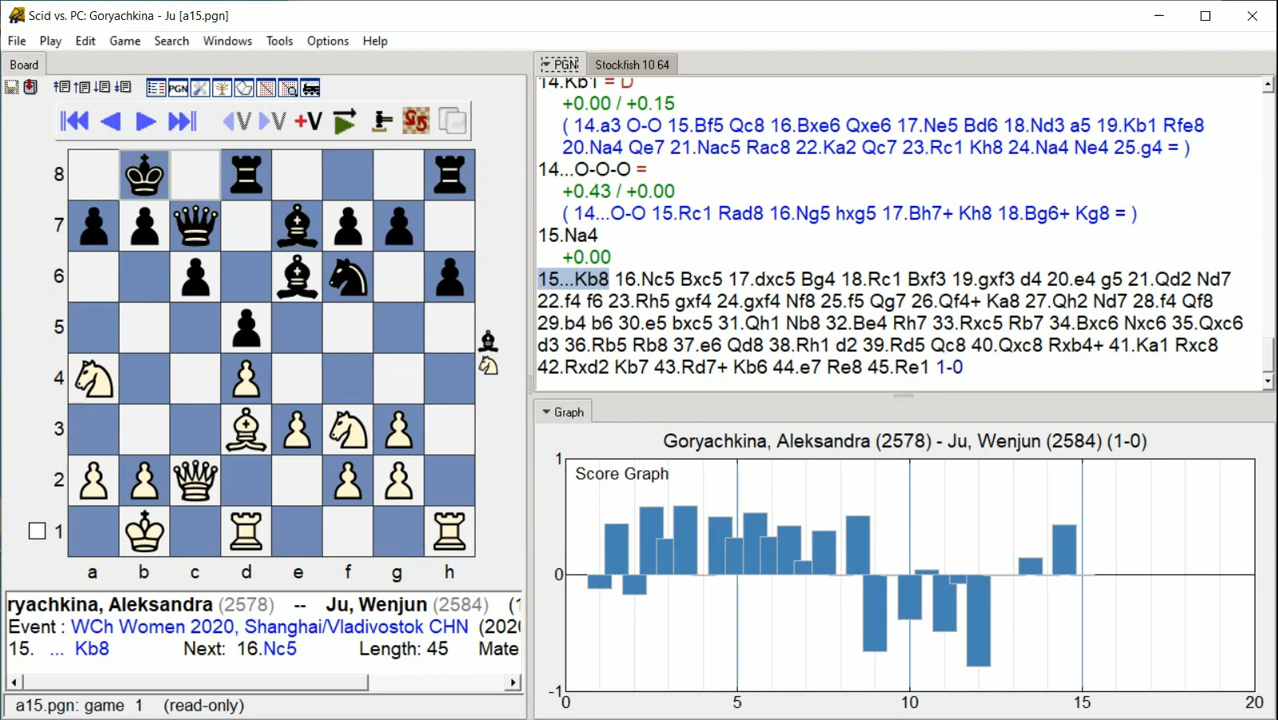 Scid vs. PC: Goryachkina - Ju [a15.pgn]
File Play Edit Game Search Windows Tools Options Help
Board
PGN
8
7
6
5
4
3
2
1
a b c d e f g h
ryachkina, Aleksandra (2578) -- Ju, Wenjun (2584) (1
Event : WCh Women 2020, Shanghai/Vladivostok CHN (2020
15. ... Kb8 Next: 16.Nc5 Length: 45 Mate
a15.pgn: game 1 (read-only)
PGN Stockfish 10 64
14.Kb1 = D
+0.00 / +0.15
( 14.a3 O-O 15.Bf5 Qc8 16.Bxe6 Qxe6 17.Ne5 Bd6 18.Nd3 a5 19.Kb1 Rfe8
20.Na4 Qe7 21.Nac5 Rac8 22.Ka2 Qc7 23.Rc1 Kh8 24.Na4 Ne4 25.g4 = )
14...O-O-O =
+0.43 / +0.00
( 14...O-O 15.Rc1 Rad8 16.Ng5 hxg5 17.Bh7+ Kh8 18.Bg6+ Kg8 = )
15.Na4
+0.00
15...Kb8 16.Nc5 Bxc5 17.dxc5 Bg4 18.Rc1 Bxf3 19.gxf3 d4 20.e4 g5 21.Qd2 Nd7
22.f4 f6 23.Rh5 gxf4 24.gxf4 Nf8 25.f5 Qg7 26.Qf4+ Ka8 27.Qh2 Nd7 28.f4 Qf8
29.b4 b6 30.e5 bxc5 31.Qh1 Nb8 32.Be4 Rh7 33.Rxc5 Rb7 34.Bxc6 Nxc6 35.Qxc6
d3 36.Rb5 Rb8 37.e6 Qd8 38.Rh1 d2 39.Rd5 Qc8 40.Qxc8 Rxb4+ 41.Ka1 Rxc8
42.Rxd2 Kb7 43.Rd7+ Kb6 44.e7 Re8 45.Re1 1-0
Graph
Goryachkina, Aleksandra (2578) - Ju, Wenjun (2584) (1-0)
Score Graph
1
0
-1
0 5 10 15 20